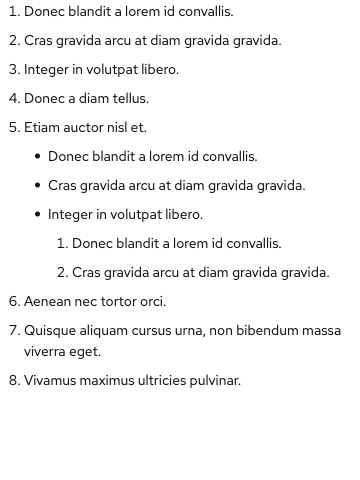 1. Donec blandit a lorem id convallis.
2. Cras gravida arcu at diam gravida gravida.
3. Integer in volutpat libero.
4. Donec a diam tellus.
5. Etiam auctor nisl et.
• Donec blandit a lorem id convallis.
• Cras gravida arcu at diam gravida gravida.
• Integer in volutpat libero.
1. Donec blandit a lorem id convallis.
2. Cras gravida arcu at diam gravida gravida.
6. Aenean nec tortor orci.
7. Quisque aliquam cursus urna, non bibendum massa
viverra eget.
8. Vivamus maximus ultricies pulvinar.